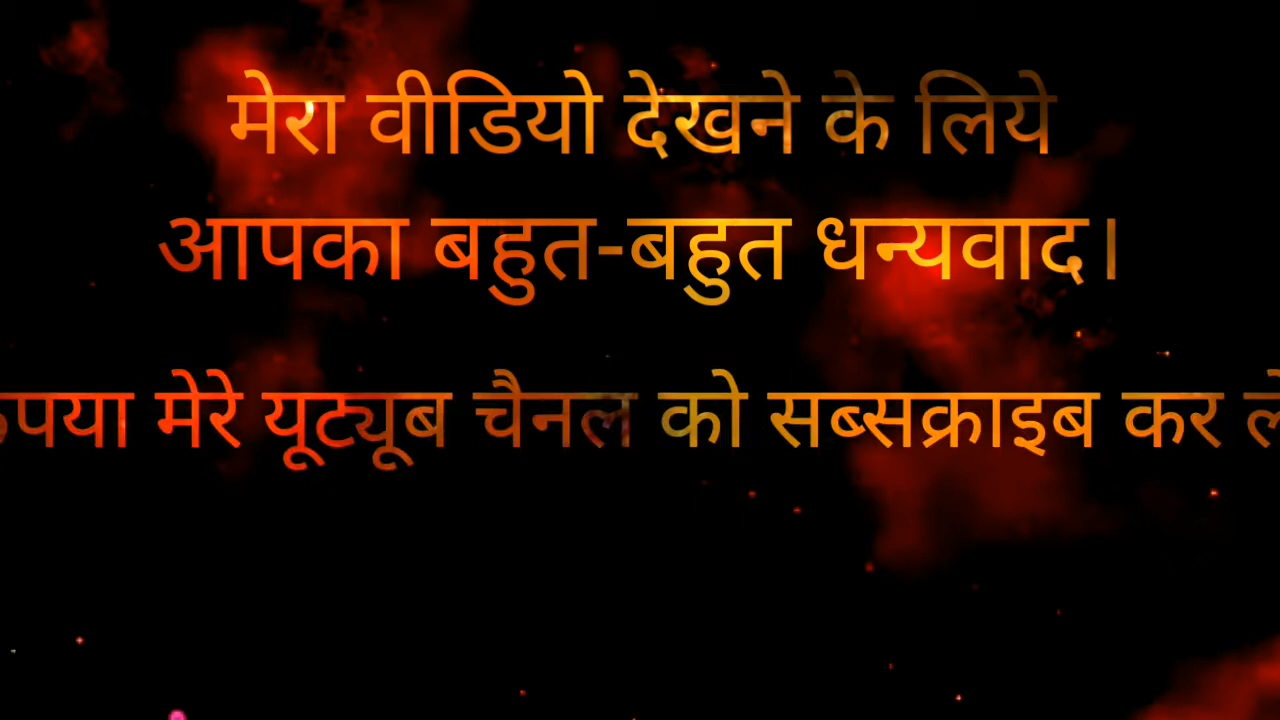 मेरा वीडियो देखने के लिये
आपका बहुत-बहुत धन्यवाद।
मेरे यूट्यूब चैनल को सब्सक्राइब कर